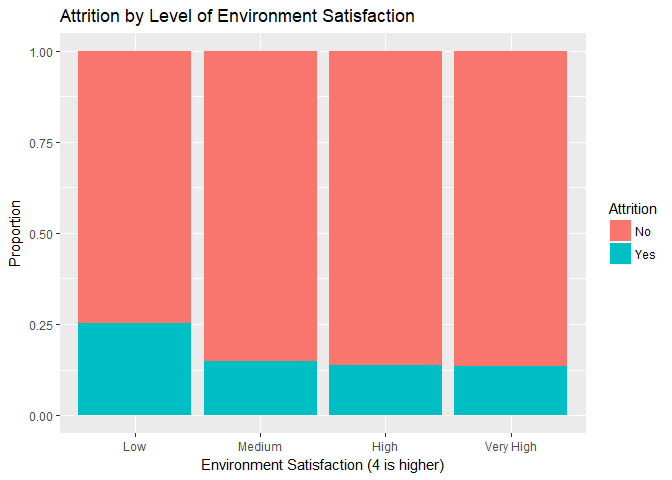 Attrition by Level of Environment Satisfaction
1.00
0.75
0.50
0.25
0.00
Proportion
Low Medium High Very High
Environment Satisfaction (4 is higher)
Attrition
No
Yes